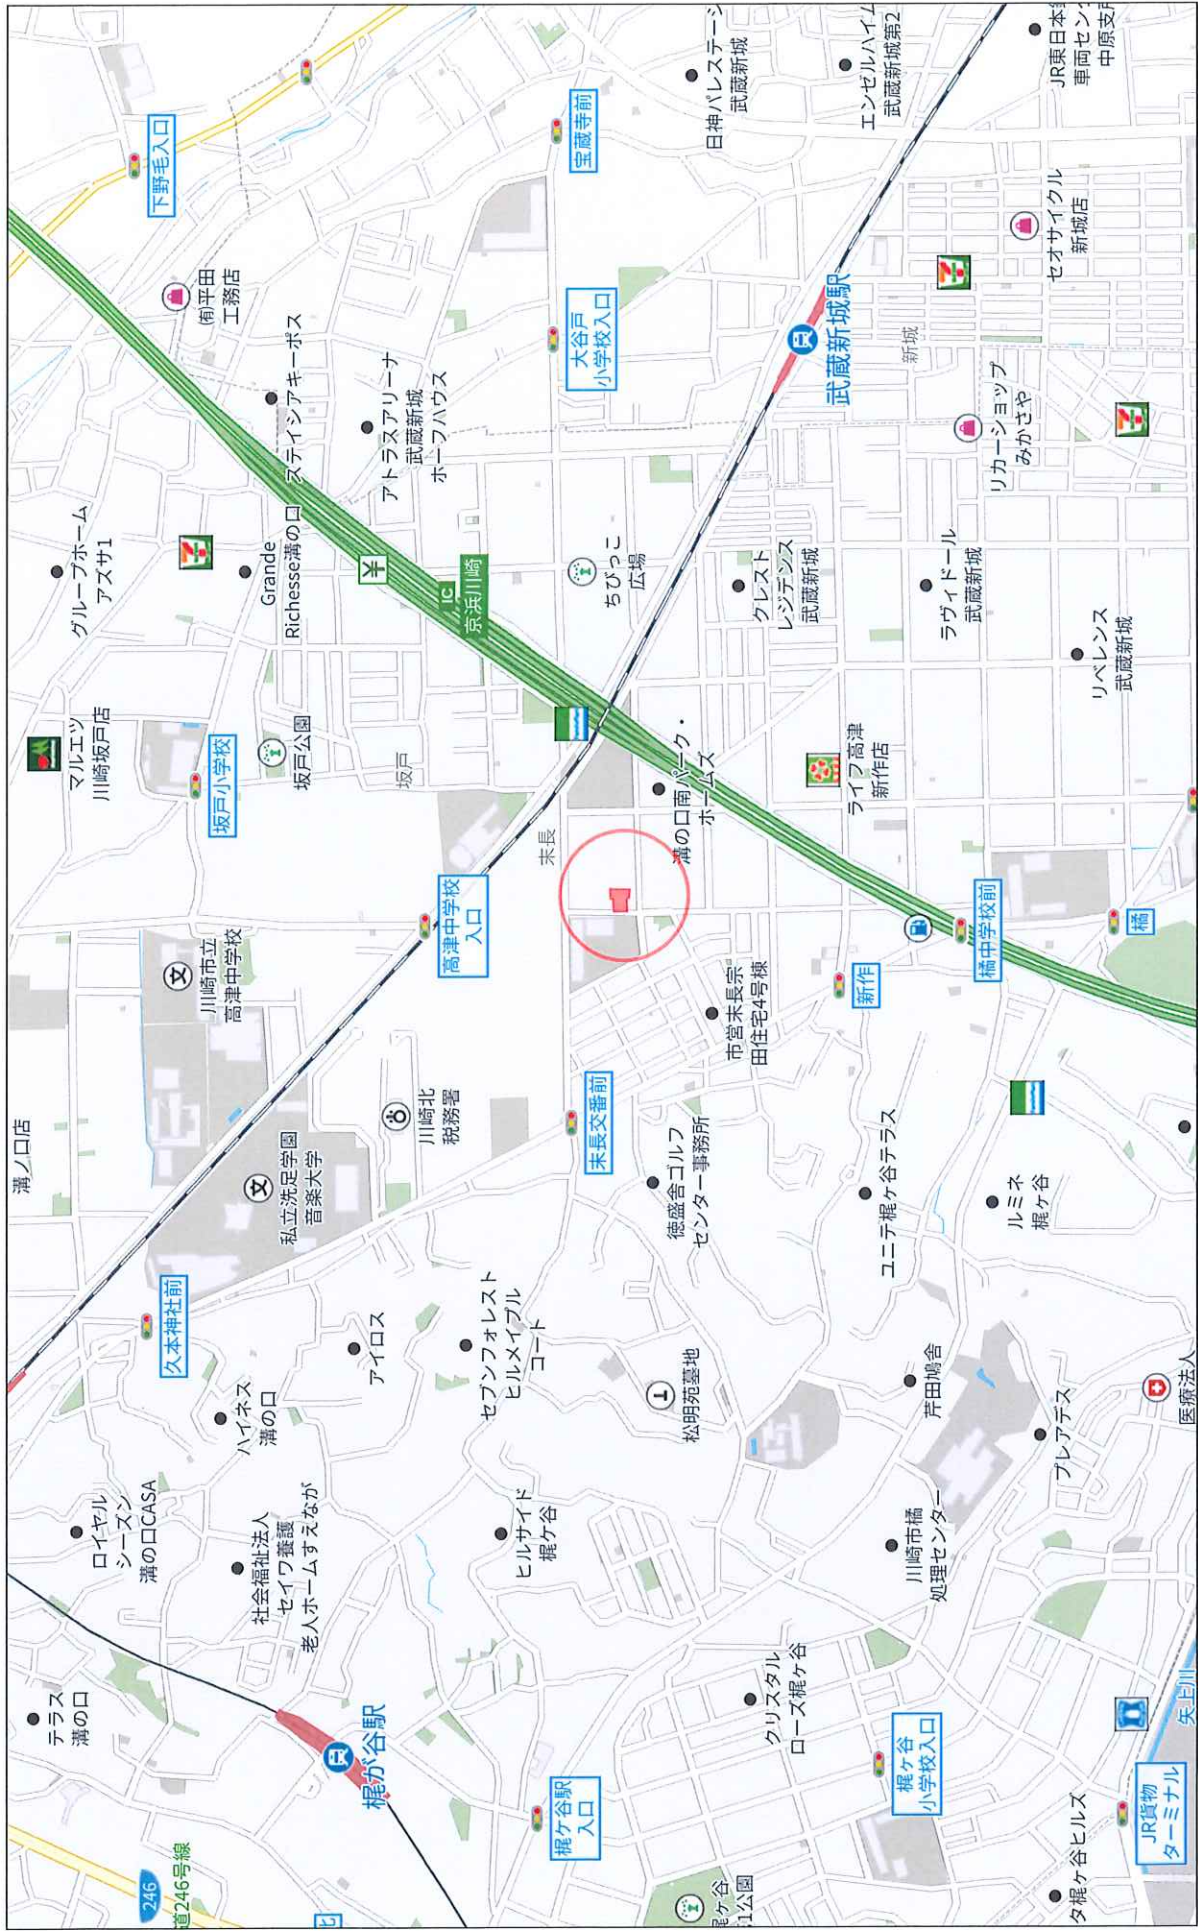 溝ノ口店
久本神社前
ロイヤル
シーズン
溝の口CASA
ハイネス
溝の口
テラス
溝の口
社会福祉法人
セイワ養護
老人ホームすえなが
246
道246号線
梶が谷駅
梶ケ谷駅
入口
アイロス
セブンフォレスト
ヒルメイプル
コート
ヒルサイド
梶ケ谷
松明苑墓地
クリスタル
ローズ梶ケ谷
梶ケ谷
小学校入口
川崎市橘
処理センター
芹田鳩舎
プレアデス
医療法人
矢上川
JR貨物
ターミナル
タ梶ケ谷ヒルズ
グループホーム
アズサ1
マルエツ
川崎坂戸店
坂戸小学校
坂戸公園
坂戸
川崎市立
高津中学校
私立洗足学園
音楽大学
川崎北
税務署
高津中学校
入口
末長
末長交番前
徳盛舎ゴルフ
センター事務所
市営末長宗
田住宅4号棟
ユニテ梶ケ谷テラス
ルミネ
梶ケ谷
新作
橘中学校前
橘
溝の口南パーク・
ホームズ
ライフ高津
新作店
下野毛入口
(有)平田
工務店
ステイシアキーポス
アトラスアリーナ
武蔵新城
ホーフハウス
Grande
Richesse溝の口
IC
京浜川崎
ちびっこ
広場
クレスト
レジデンス
武蔵新城
ラヴィドール
武蔵新城
リベレンス
武蔵新城
宝蔵寺前
大谷戸
小学校入口
日神パレステージ
武蔵新城
エンゼルハイム
武蔵新城第2
JR東日本
車両セン
中原支所
武蔵新城駅
新城
セオサイクル
新城店
リカーショップ
みかさや